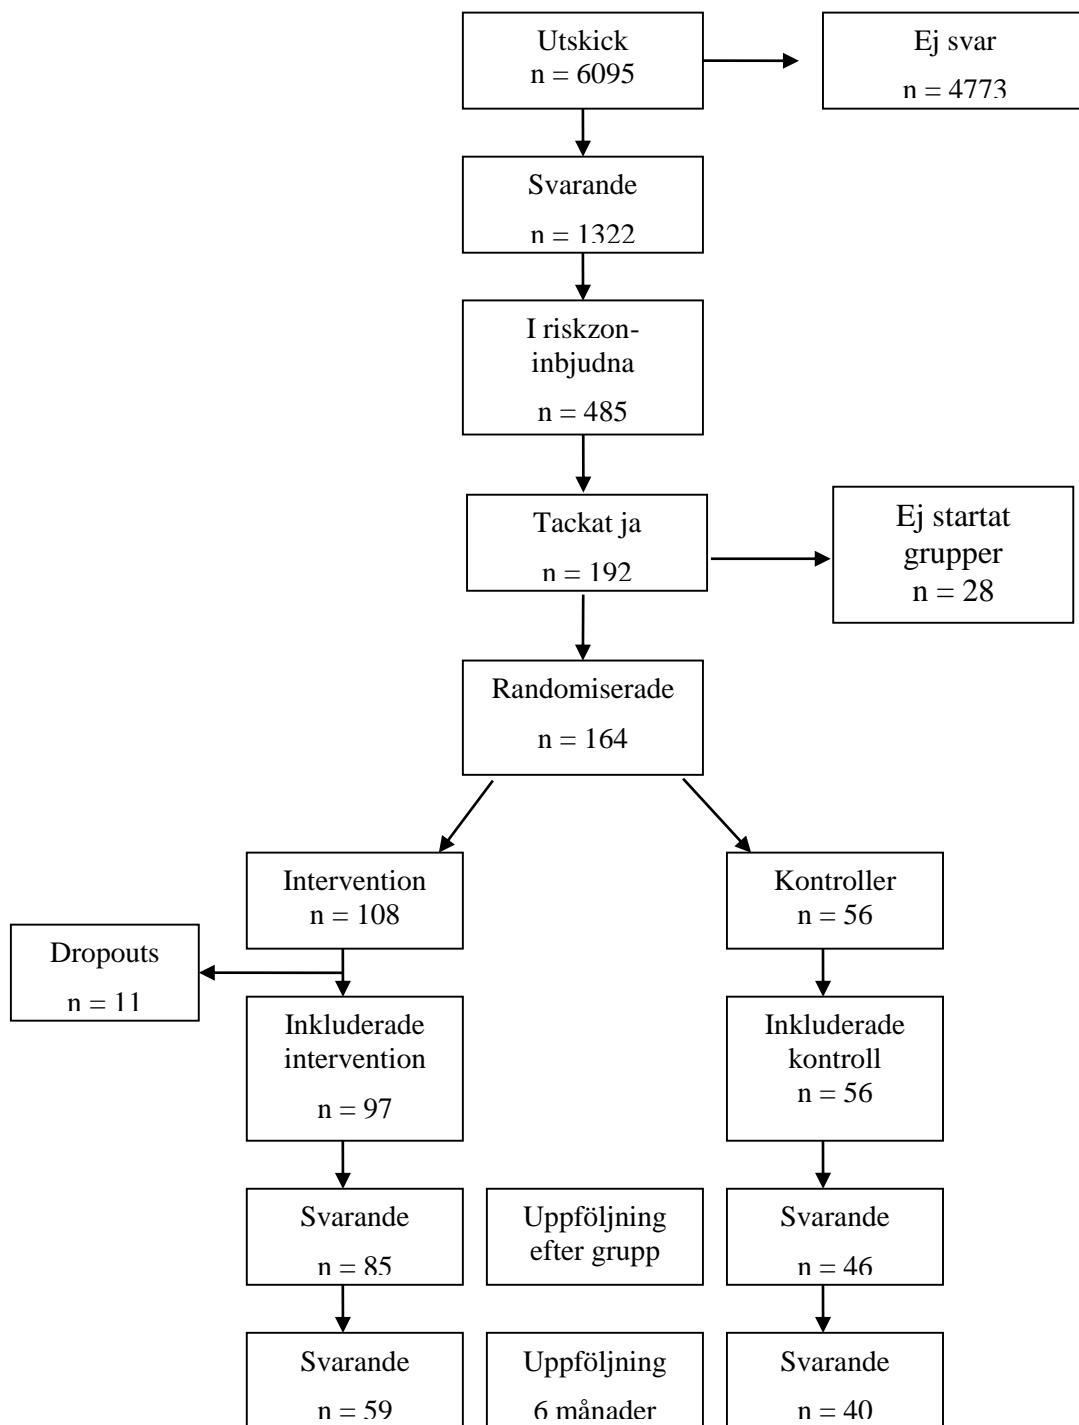 Utskick
n = 6095
Ej svar
n = 4773
Svarande
n = 1322
I riskzon-
inbjudna
n = 485
Tackat ja
n = 192
Ej startat
grupper
n = 28
Randomiserade
n = 164
Intervention
n = 108
Kontroller
n = 56
Dropouts
n = 11
Inkluderade
intervention
n = 97
Inkluderade
kontroll
n = 56
Svarande
n = 85
Uppföljning
efter grupp
Svarande
n = 46
Svarande
n = 59
Uppföljning
6 månader
Svarande
n = 40